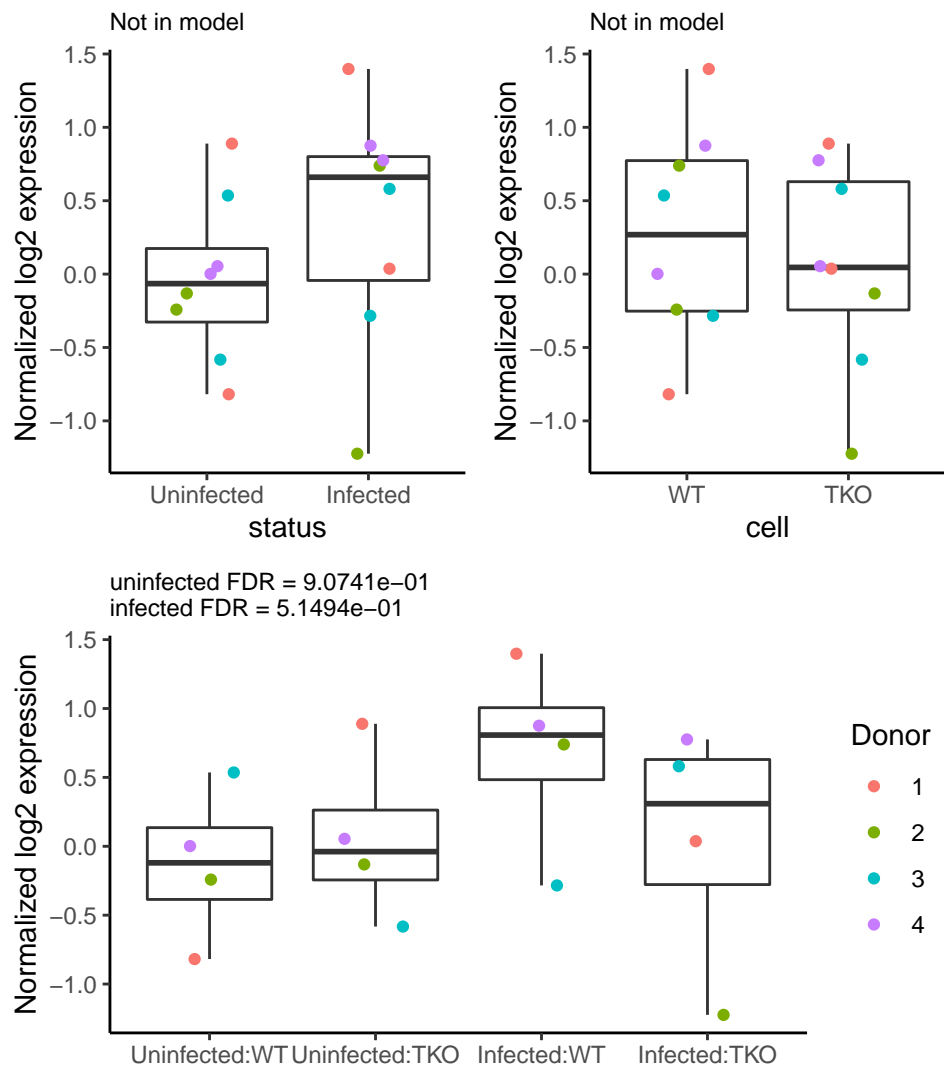 Not in model
Normalized log2 expression
1.5
1.0
0.5
0.0
−0.5
−1.0
Uninfected Infected
status
Not in model
Normalized log2 expression
1.5
1.0
0.5
0.0
−0.5
−1.0
WT TKO
cell
uninfected FDR = 9.0741e−01
infected FDR = 5.1494e−01
Normalized log2 expression
1.5
1.0
0.5
0.0
−0.5
−1.0
Uninfected:WT Uninfected:TKO Infected:WT Infected:TKO
Donor
1
2
3
4